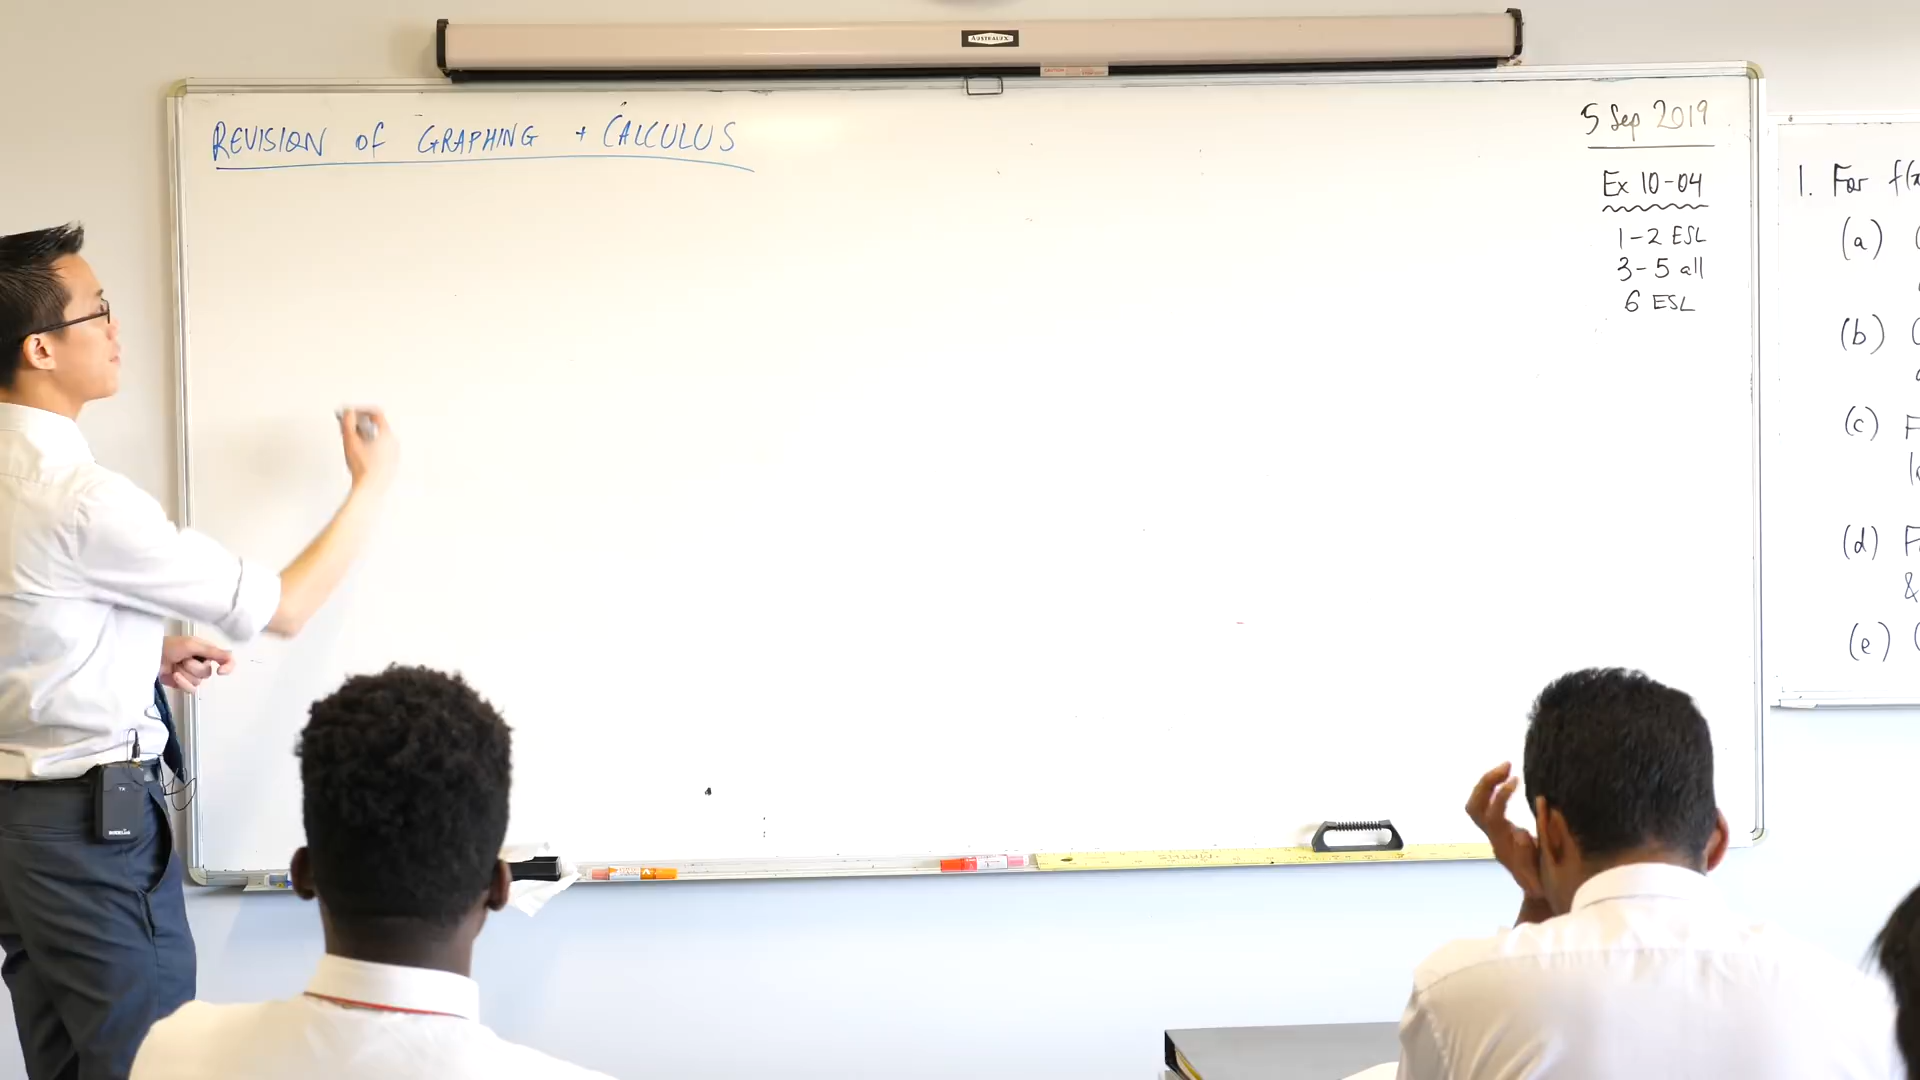 REVISION of GRAPHING + CALCULUS
5 Sep 2019
Ex 10-04
1-2 ESL
3-5 all
6 ESL
1. For f(x
(a)
(b)
(c) F
(d) F
&
(e)
MATHS